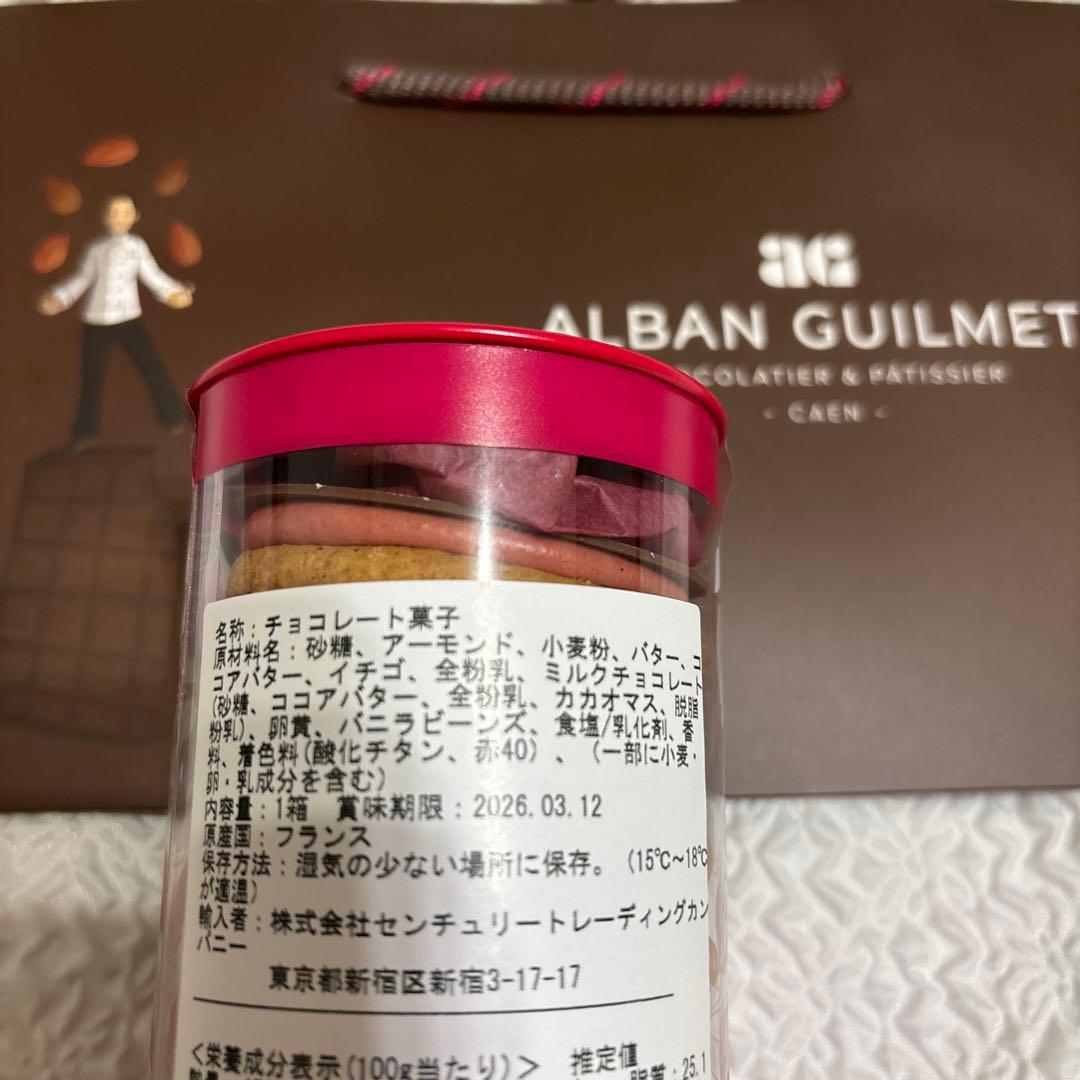 ac
ALBAN GUILMET
COLATIER & PÂTISSIER
- CAEN -
名称：チョコレート菓子
原材料名：砂糖、アーモンド、小麦粉、バター、コ
コアバター、イチゴ、全粉乳、ミルクチョコレート
(砂糖、ココアバター、全粉乳、カカオマス、脱脂
粉乳)、卵黄、バニラビーンズ、食塩/乳化剤、香
料、着色料(酸化チタン、赤40)、(一部に小麦・
卵・乳成分を含む)
内容量：1箱 賞味期限：2026.03.12
原産国：フランス
保存方法：湿気の少ない場所に保存。(15℃~18℃
が適温)
輸入者：株式会社センチュリートレーディングカン
パニー
東京都新宿区新宿3-17-17
<栄養成分表示(100g当たり)> 推定値
脂質：25.1